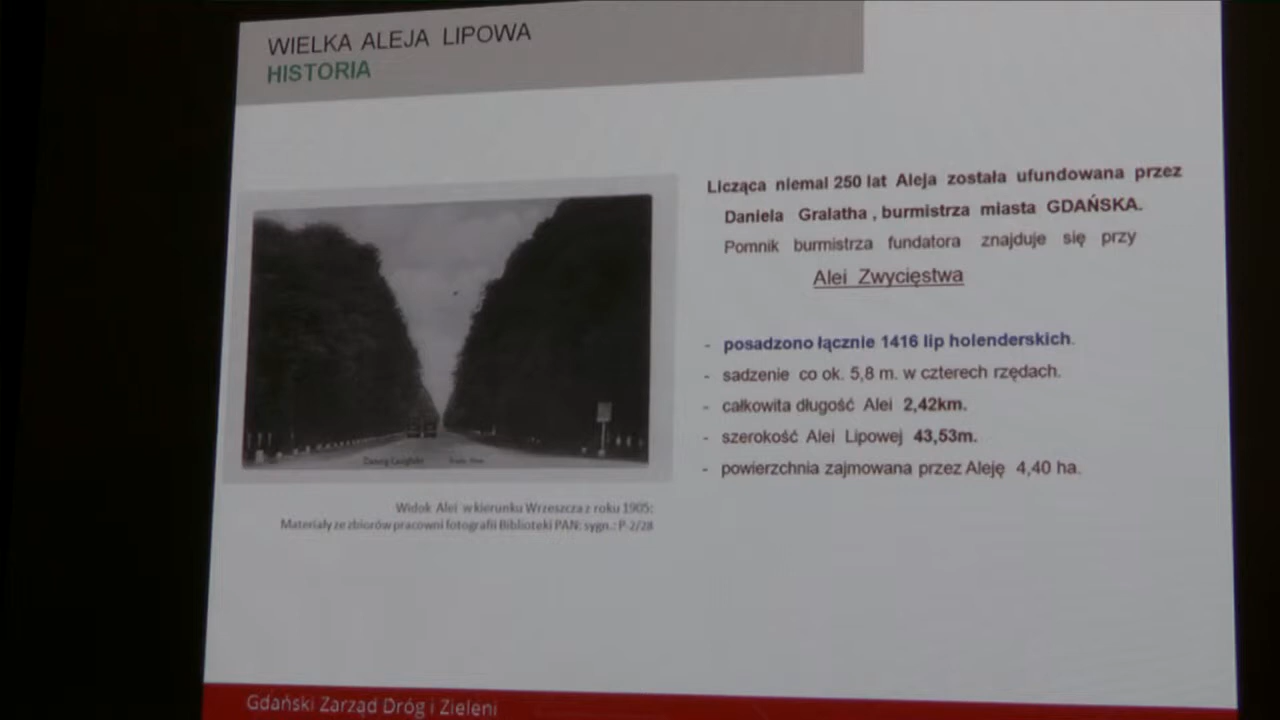 WIELKA ALEJA LIPOWA
HISTORIA
Licząca niemal 250 lat Aleja została ufundowana przez
Daniela Gralatha , burmistrza miasta GDAŃSKA.
Pomnik burmistrza fundatora znajduje się przy
Alei Zwycięstwa
- posadzono łącznie 1416 lip holenderskich.
- sadzenie co ok. 5,8 m. w czterech rzędach.
- całkowita długość Alei 2,42km.
- szerokość Alei Lipowej 43,53m.
- powierzchnia zajmowana przez Aleję 4,40 ha.
Widok Alei w kierunku Wrzeszcza z roku 1905;
Materiały ze zbiorów pracowni fotografii Biblioteki PAN; sygn.: P-2/28
Gdański Zarząd Dróg i Zieleni